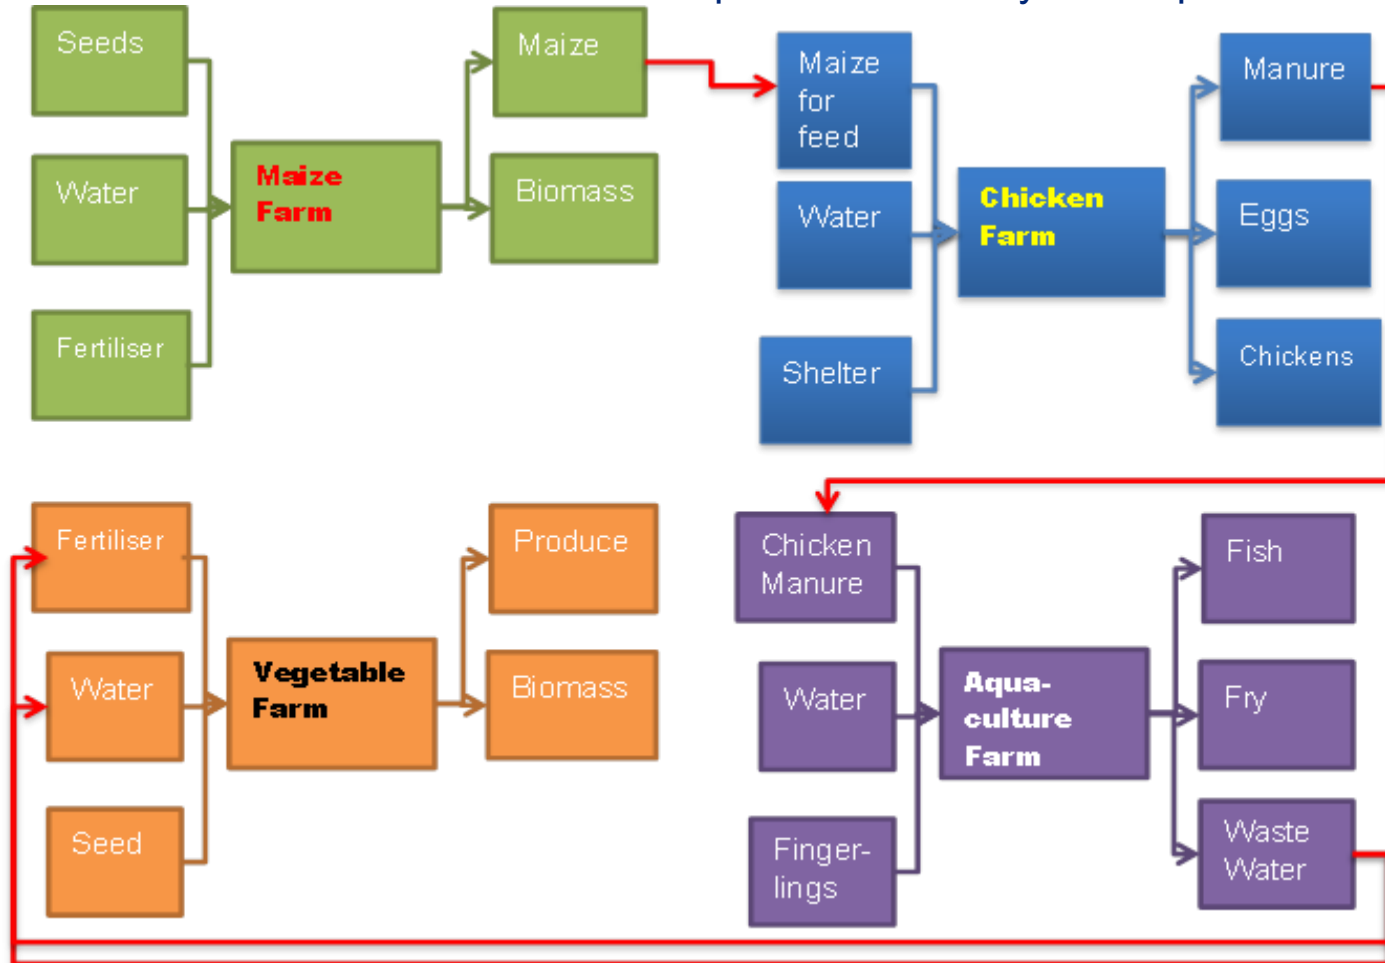 Seeds
Water
Fertiliser
Maize
Farm
Maize
Biomass
Maize
for
feed
Water
Shelter
Chicken
Farm
Manure
Eggs
Chickens
Fertiliser
Water
Seed
Vegetable
Farm
Produce
Biomass
Chicken
Manure
Water
Finger-
lings
Aqua-
culture
Farm
Fish
Fry
Waste
Water